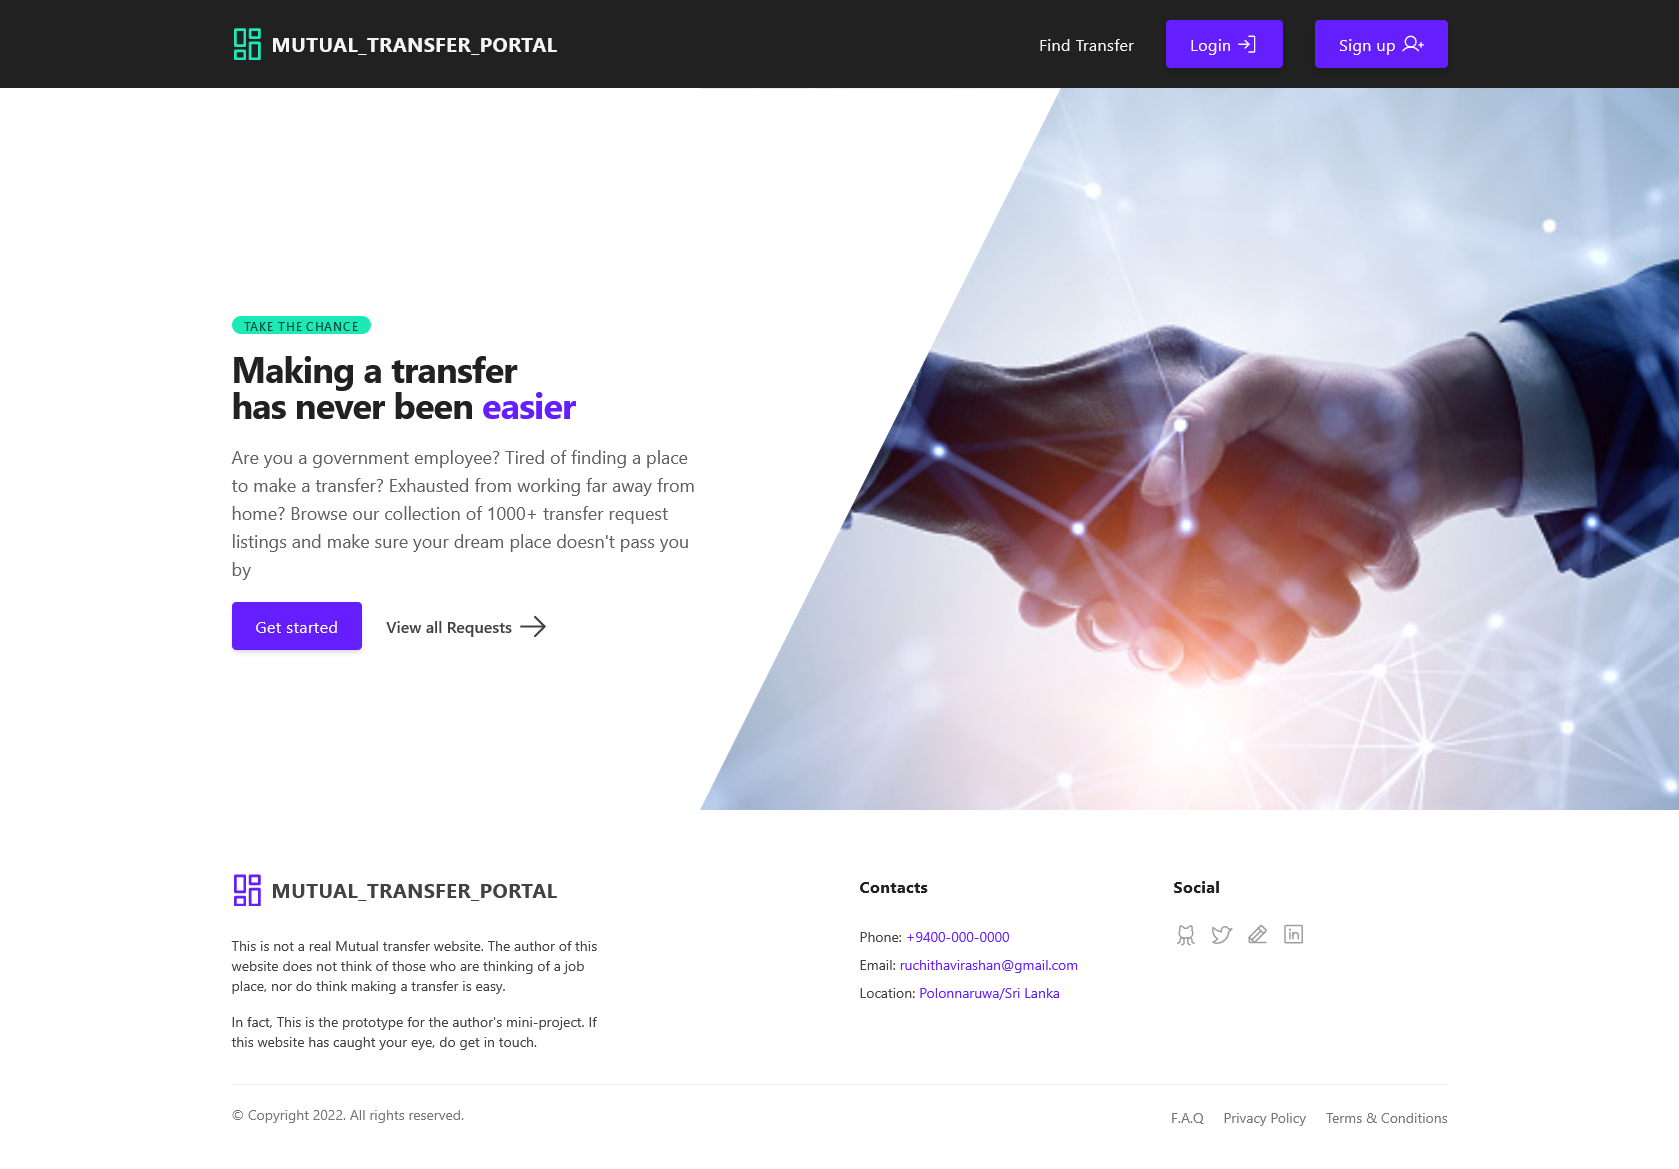 MUTUAL_TRANSFER_PORTAL
Find Transfer
Login
Sign up
TAKE THE CHANCE
Making a transfer
has never been easier
Are you a government employee? Tired of finding a place
to make a transfer? Exhausted from working far away from
home? Browse our collection of 1000+ transfer request
listings and make sure your dream place doesn't pass you
by
Get started
View all Requests
MUTUAL_TRANSFER_PORTAL
This is not a real Mutual transfer website. The author of this
website does not think of those who are thinking of a job
place, nor do think making a transfer is easy.
In fact, This is the prototype for the author's mini-project. If
this website has caught your eye, do get in touch.
Contacts
Phone: +9400-000-0000
Email: ruchithavirashan@gmail.com
Location: Polonnaruwa/Sri Lanka
Social
in
© Copyright 2022. All rights reserved.
F.A.Q
Privacy Policy
Terms & Conditions